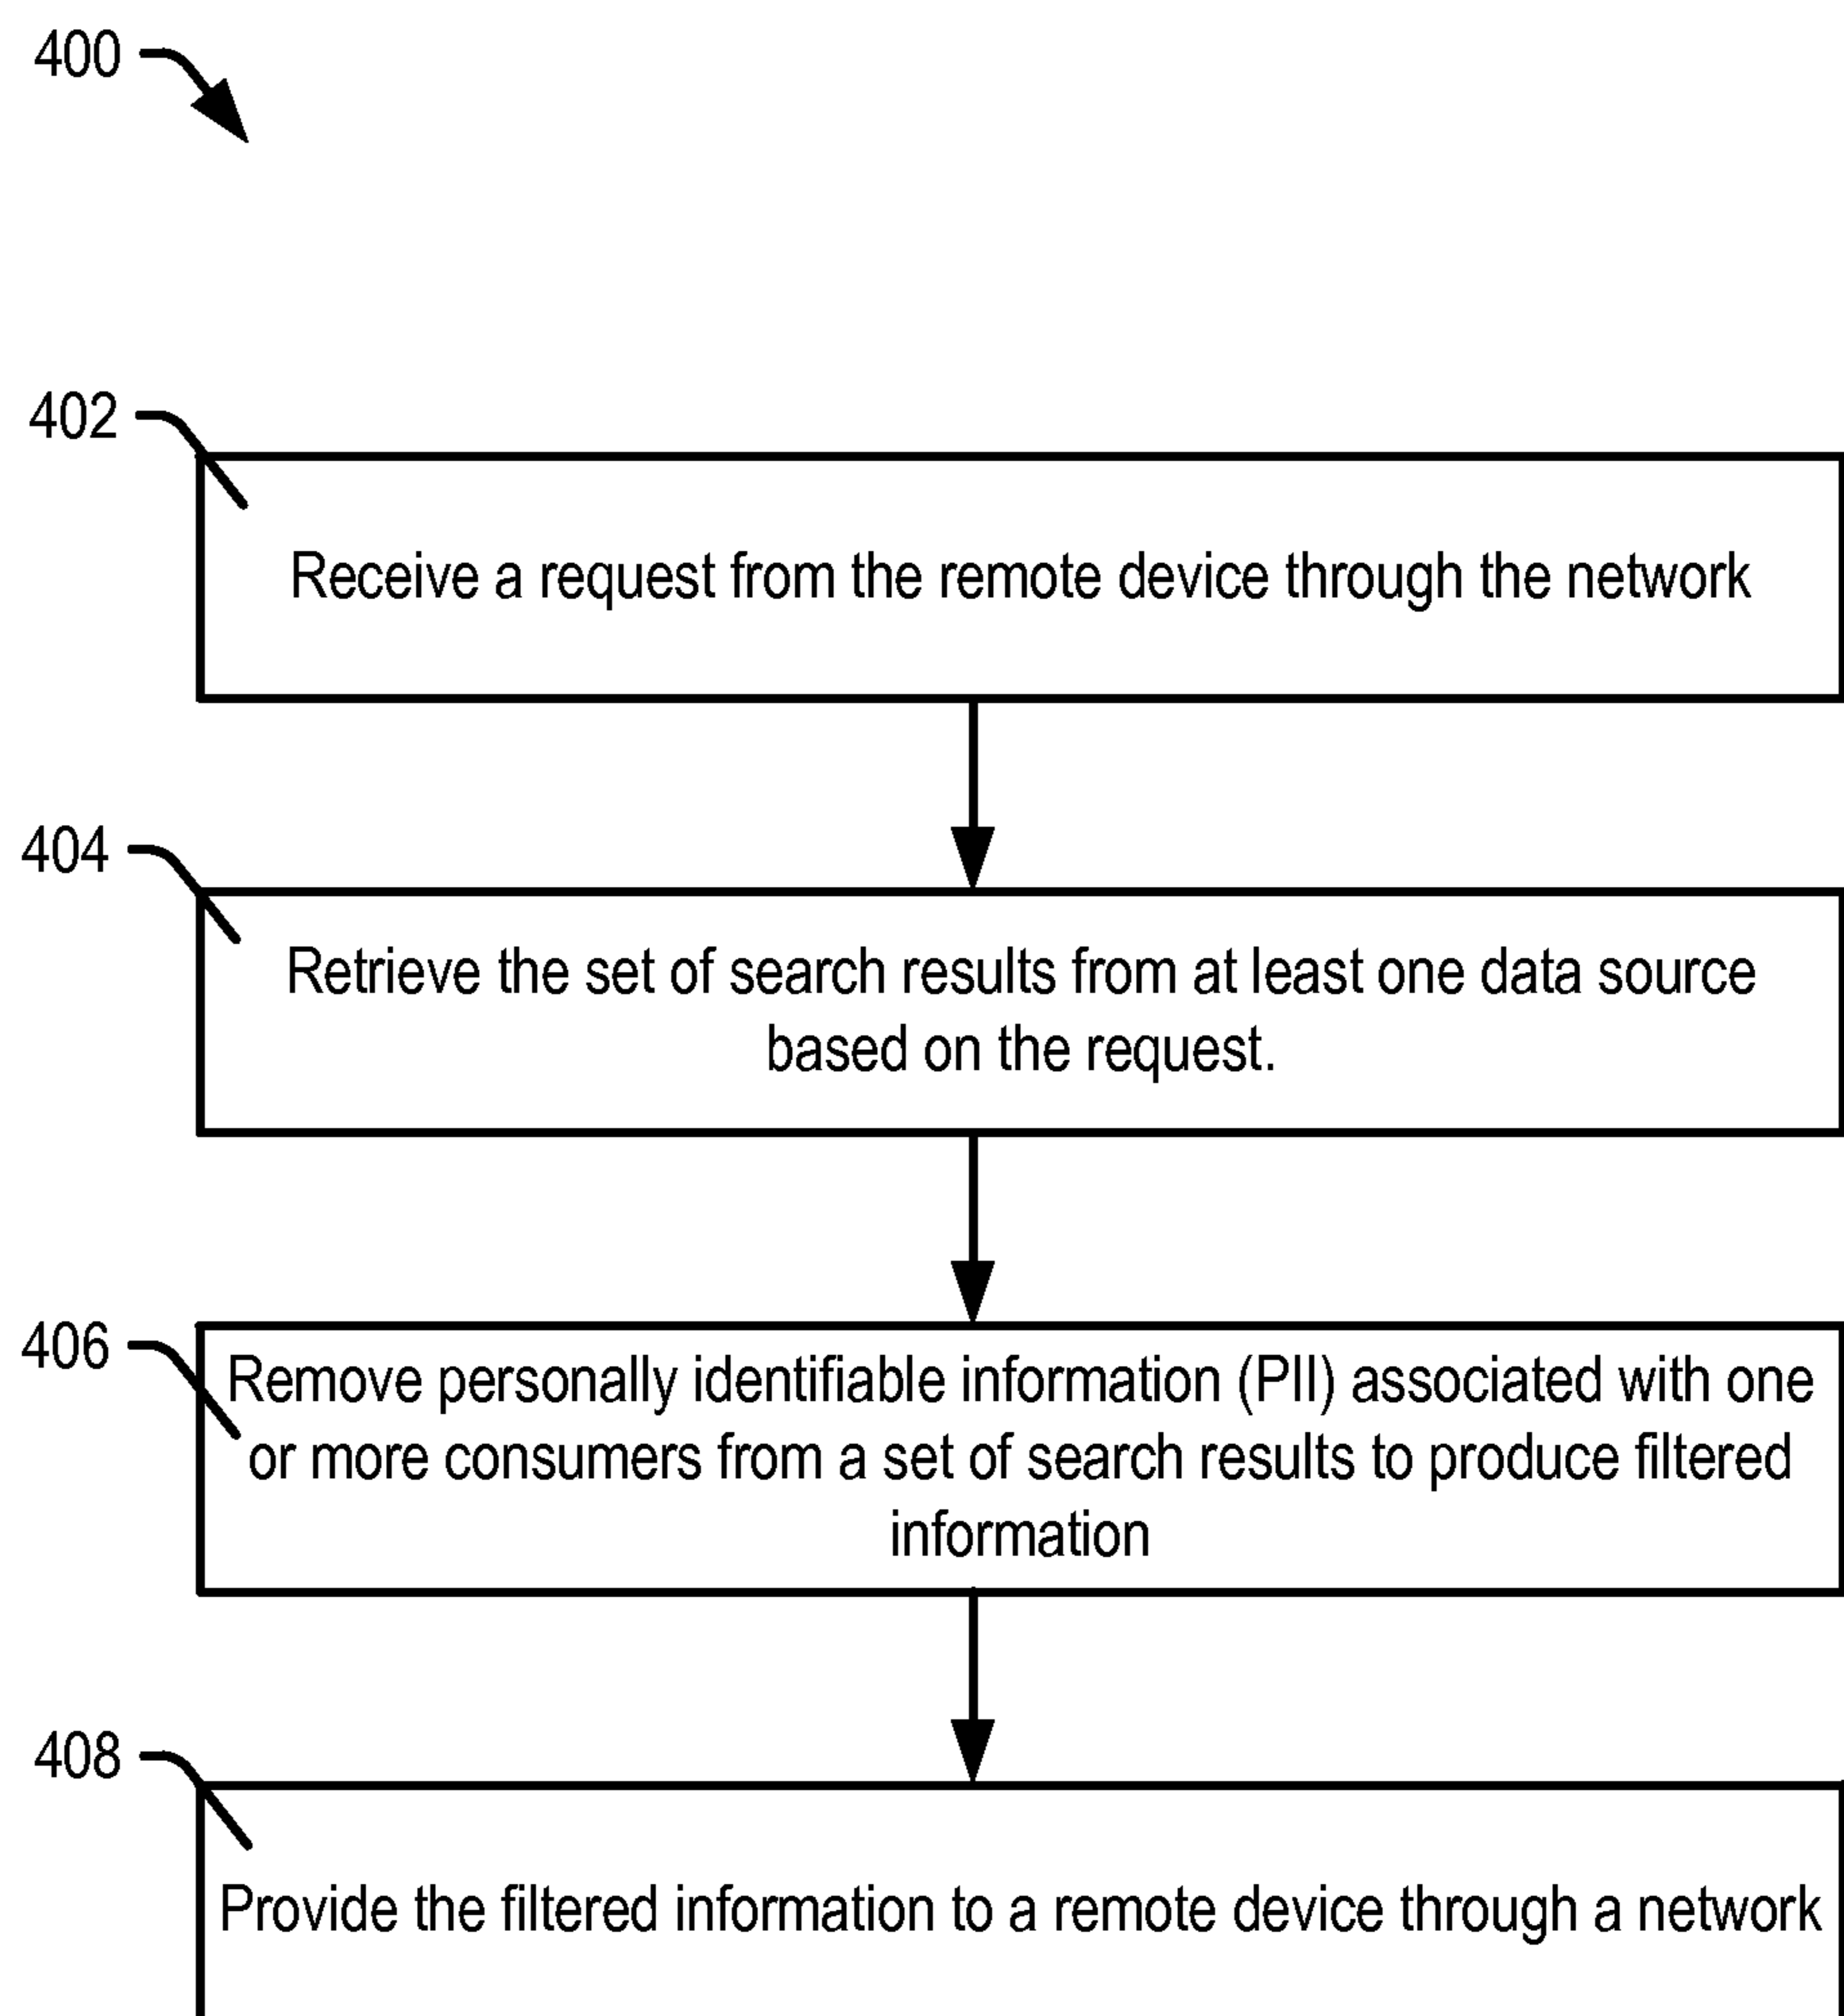 400
402
Receive a request from the remote device through the network
404
Retrieve the set of search results from at least one data source
based on the request.
406
Remove personally identifiable information (PII) associated with one
or more consumers from a set of search results to produce filtered
information
408
Provide the filtered information to a remote device through a network